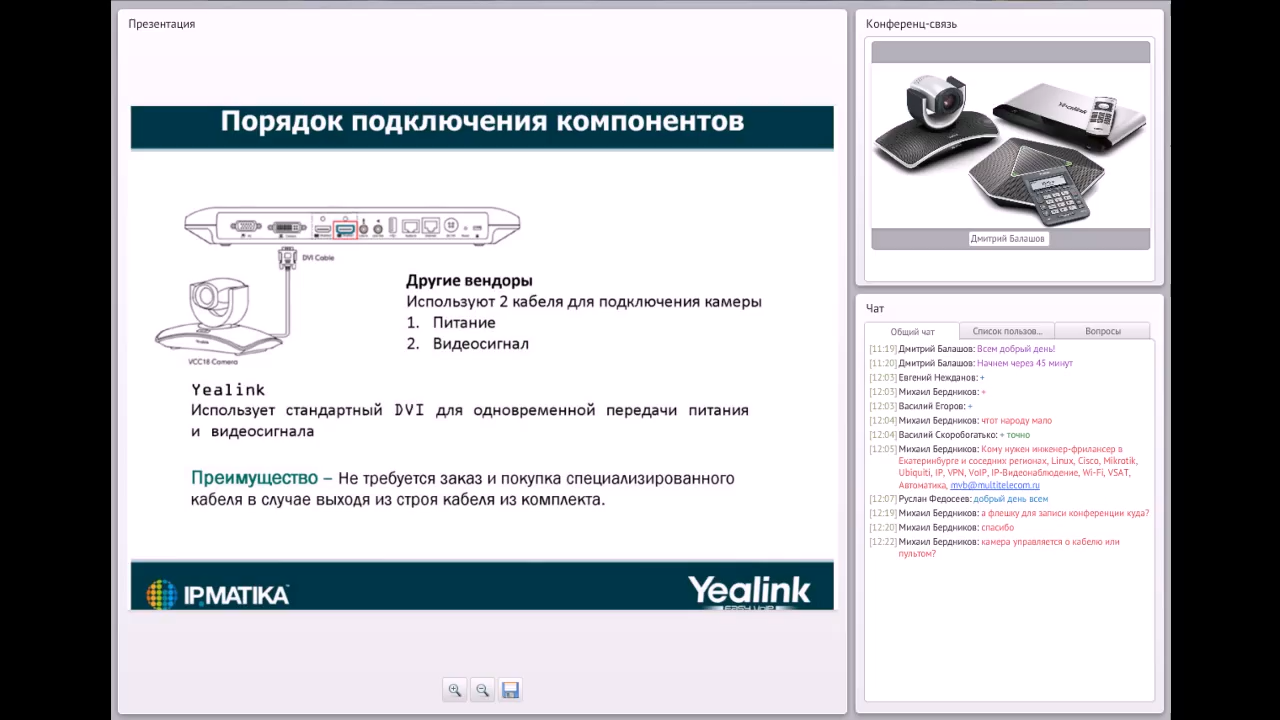 Презентация
Порядок подключения компонентов
DVI Cable
VCC18 Camera
Другие вендоры
Используют 2 кабеля для подключения камеры
1. Питание
2. Видеосигнал
Yealink
Использует стандартный DVI для одновременной передачи питания
и видеосигнала
Преимущество – Не требуется заказ и покупка специализированного
кабеля в случае выхода из строя кабеля из комплекта.
IPMATIKA
Yealink
EASY VoIP
Конференц-связь
Yealink
Дмитрий Балашов
Чат
Общий чат
Список пользов...
Вопросы
[11:19] Дмитрий Балашов: Всем добрый день!
[11:20] Дмитрий Балашов: Начнем через 45 минут
[12:03] Евгений Нежданов: +
[12:03] Михаил Бердников: +
[12:03] Василий Егоров: +
[12:04] Михаил Бердников: чтот народу мало
[12:04] Василий Скоробогатько: + точно
[12:05] Михаил Бердников: Кому нужен инженер-фрилансер в
Екатеринбурге и соседних регионах, Linux, Cisco, Mikrotik,
Ubiquiti, IP, VPN, VoIP, IP-Видеонаблюдение, Wi-Fi, VSAT,
Автоматика, mvb@multitelecom.ru
[12:07] Руслан Федосеев: добрый день всем
[12:19] Михаил Бердников: а флешку для записи конференции куда?
[12:20] Михаил Бердников: спасибо
[12:22] Михаил Бердников: камера управляется о кабелю или
пультом?